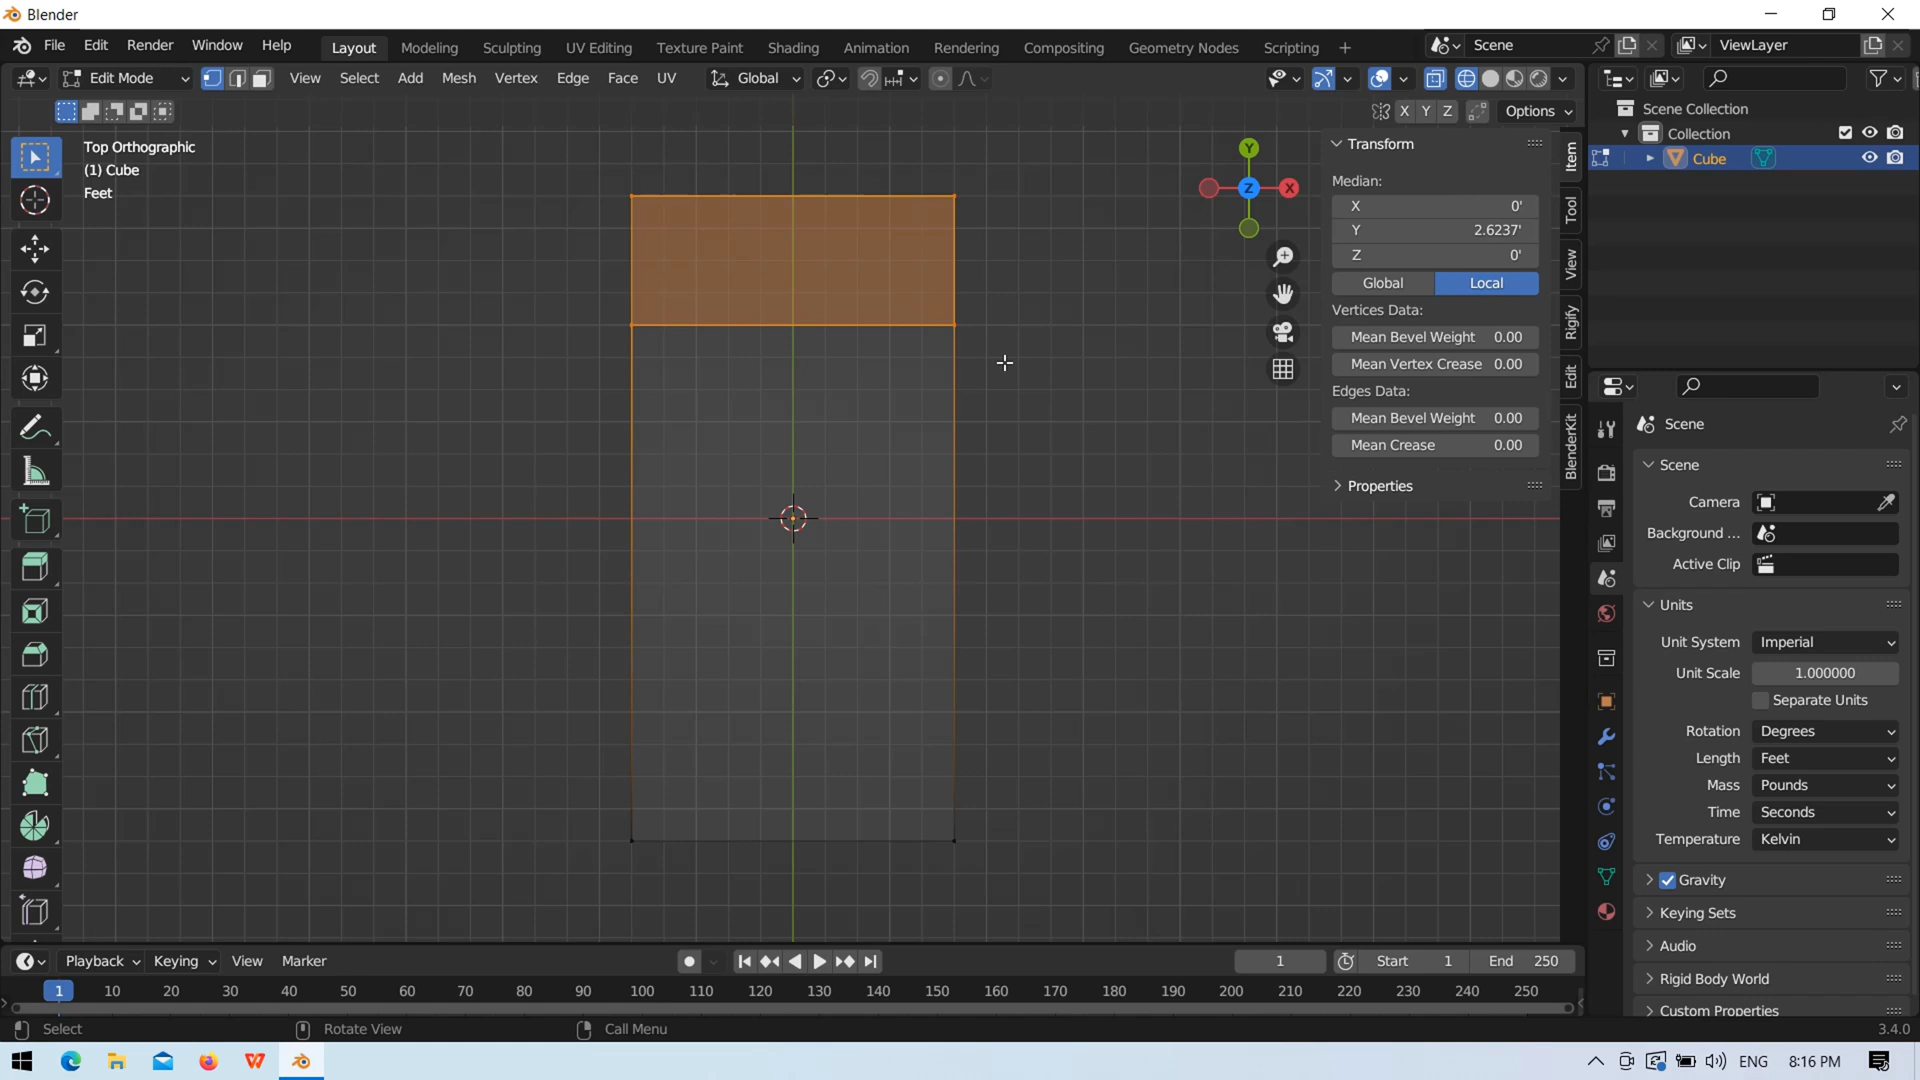 Blender
File Edit Render Window Help Layout Modeling Sculpting UV Editing Texture Paint Shading Animation Rendering Compositing Geometry Nodes Scripting + Scene ViewLayer
Edit Mode View Select Add Mesh Vertex Edge Face UV Global
X Y Z Options
Top Orthographic
(1) Cube
Feet
Y
Z X
Transform
Median:
X 0'
Y 2.6237'
Z 0'
Global Local
Vertices Data:
Mean Bevel Weight 0.00
Mean Vertex Crease 0.00
Edges Data:
Mean Bevel Weight 0.00
Mean Crease 0.00
Properties
Item
Tool
View
Rigify
Edit
BlenderKit
Scene Collection
Collection
Cube
Scene
Scene
Camera
Background ...
Active Clip
Units
Unit System Imperial
Unit Scale 1.000000
Separate Units
Rotation Degrees
Length Feet
Mass Pounds
Time Seconds
Temperature Kelvin
Gravity
Keying Sets
Audio
Rigid Body World
Custom Properties
Playback Keying View Marker 1 Start 1 End 250
1 10 20 30 40 50 60 70 80 90 100 110 120 130 140 150 160 170 180 190 200 210 220 230 240 250
Select Rotate View Call Menu 3.4.0
ENG 8:16 PM